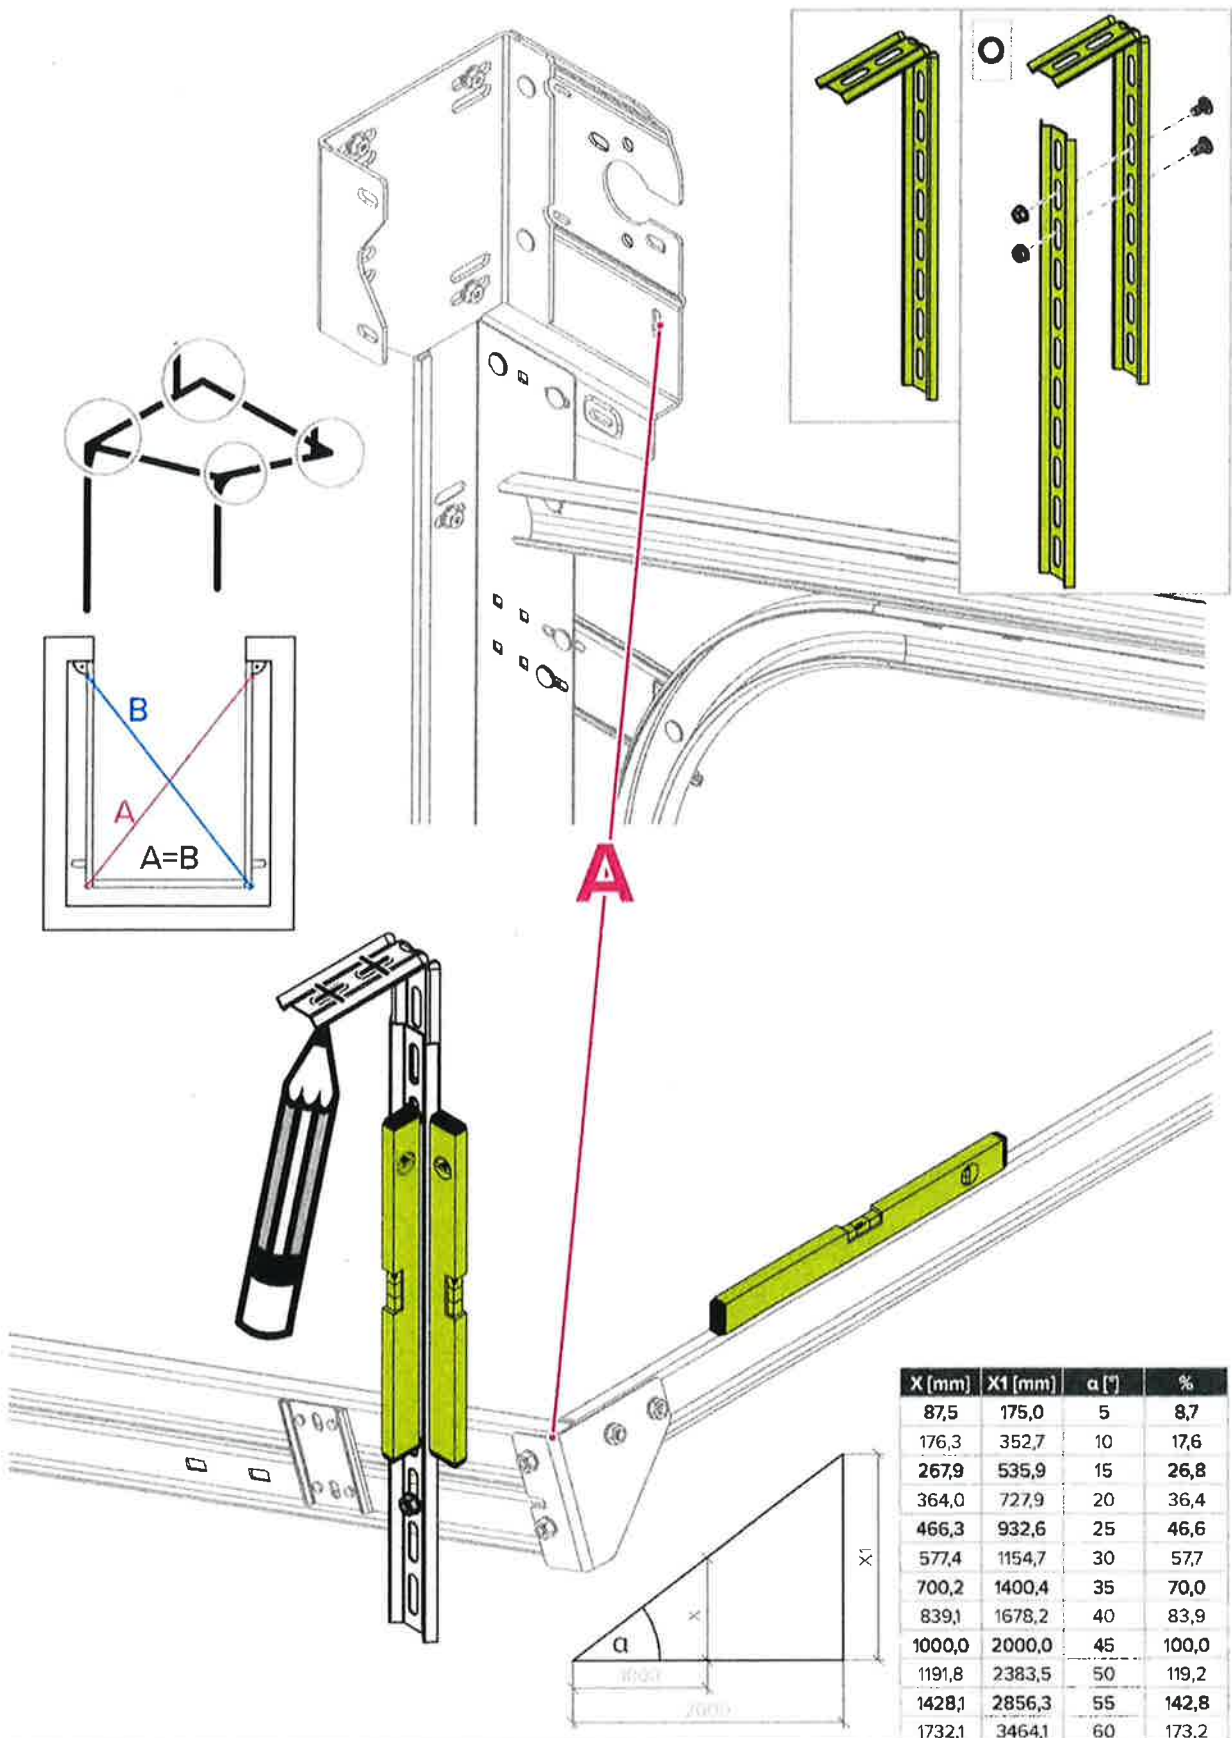 B
A
A=B
A
X [mm] X1 [mm] α [°] %
87,5 175,0 5 8,7
176,3 352,7 10 17,6
267,9 535,9 15 26,8
364,0 727,9 20 36,4
466,3 932,6 25 46,6
577,4 1154,7 30 57,7
700,2 1400,4 35 70,0
839,1 1678,2 40 83,9
1000,0 2000,0 45 100,0
1191,8 2383,5 50 119,2
1428,1 2856,3 55 142,8
1732,1 3464,1 60 173,2
X1
X
α
1000
2000